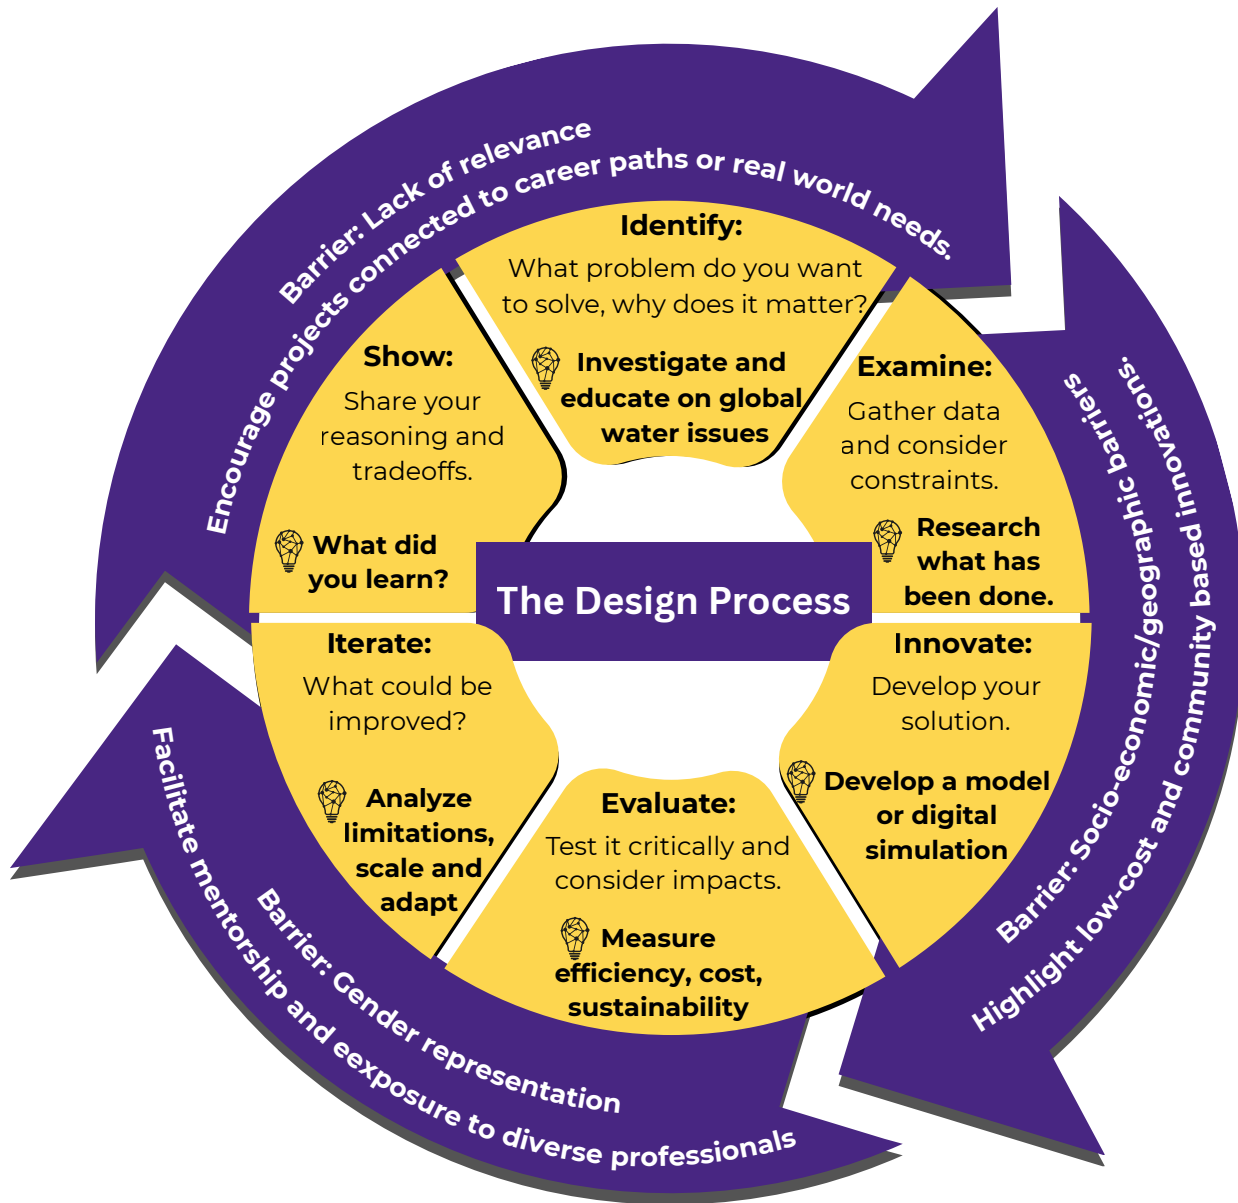 Barrier: Lack of relevance
Encourage projects connected to career paths or real world needs.
Identify:
What problem do you want
to solve, why does it matter?
Investigate and
educate on global
water issues
Examine:
Gather data
and consider
constraints.
Research
what has
been done.
Barrier: Socio-economic/geographic barriers
Highlight low-cost and community based innovations.
The Design Process
Innovate:
Develop your
solution.
Develop a model
or digital
simulation
Evaluate:
Test it critically and
consider impacts.
Measure
efficiency, cost,
sustainability
Barrier: Gender representation
Facilitate mentorship and eexposure to diverse professionals
Iterate:
What could be
improved?
Analyze
limitations,
scale and
adapt
Show:
Share your
reasoning and
tradeoffs.
What did
you learn?